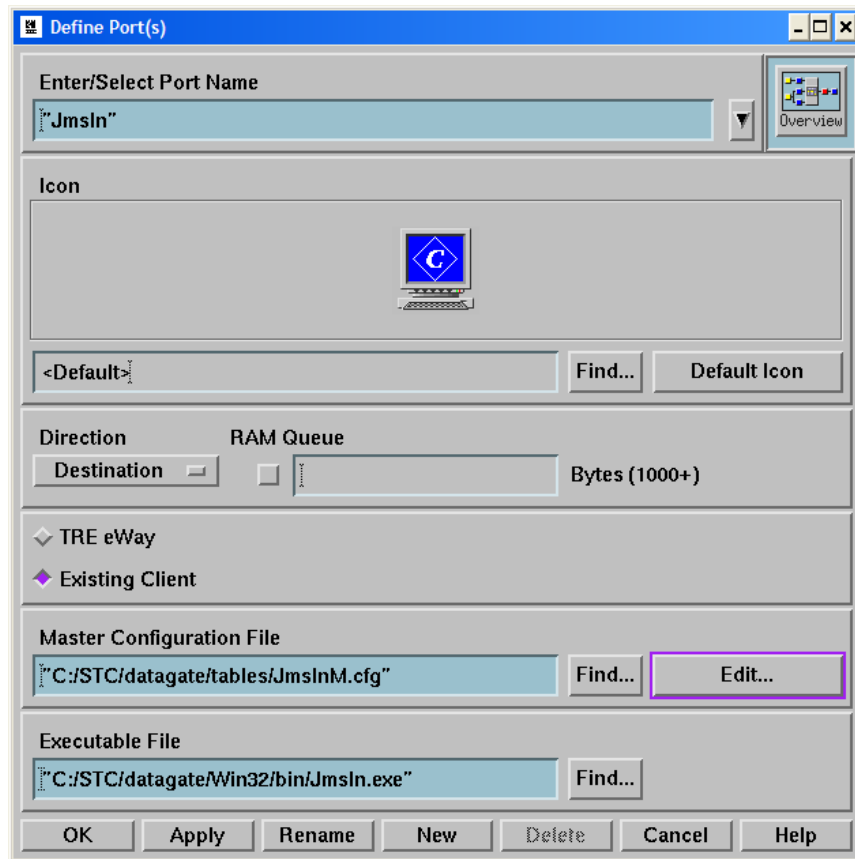 Define Port(s)
Enter/Select Port Name
"JmsIn"
Overview
Icon
C
<Default>
Find...
Default Icon
Direction
RAM Queue
Destination
Bytes (1000+)
TRE eWay
Existing Client
Master Configuration File
"C:/STC/datagate/tables/JmsInM.cfg"
Find...
Edit...
Executable File
"C:/STC/datagate/Win32/bin/JmsIn.exe"
Find...
OK
Apply
Rename
New
Delete
Cancel
Help